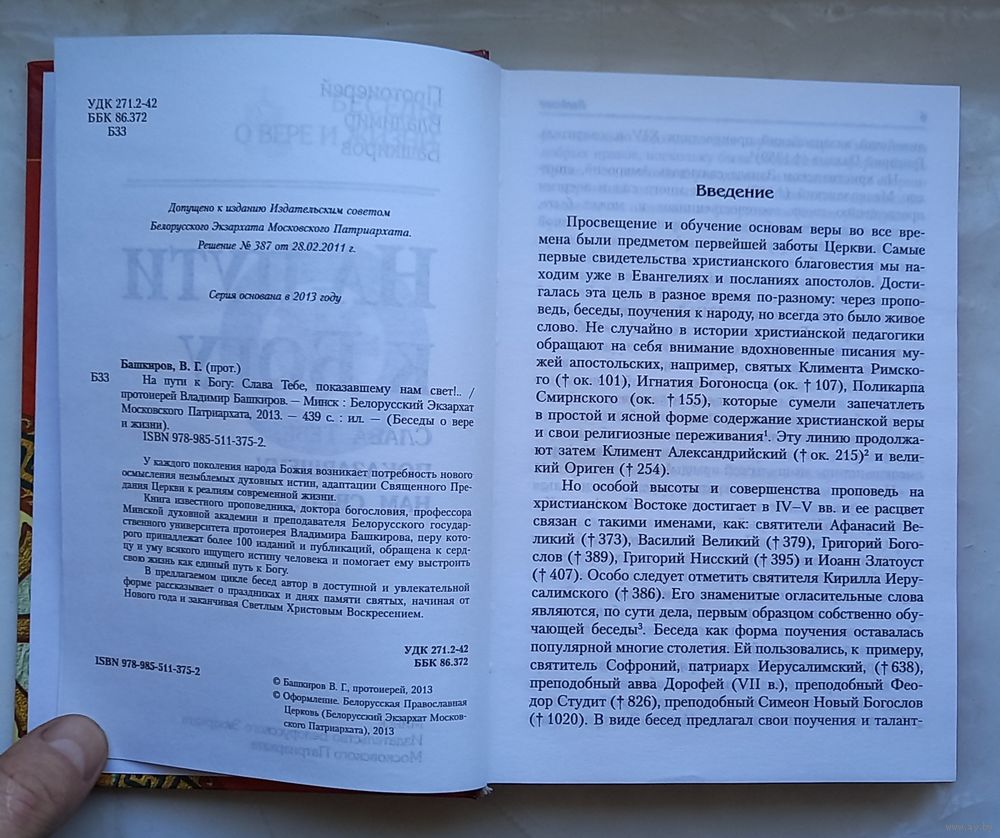 УДК 271.2-42
ББК 86.372
Б33
Допущено к изданию Издательским советом
Белорусского Экзархата Московского Патриархата.
Решение № 387 от 28.02.2011 г.
Серия основана в 2013 году
Башкиров, В. Г. (прот.)
Б33
На пути к Богу: Слава Тебе, показавшему нам свет!.. /
протоиерей Владимир Башкиров. — Минск : Белорусский Экзархат
Московского Патриархата, 2013. — 439 с. : ил. — (Беседы о вере
и жизни).
ISBN 978-985-511-375-2.
У каждого поколения народа Божия возникает потребность нового
осмысления незыблемых духовных истин, адаптации Священного Пре-
дания Церкви к реалиям современной жизни.
Книга известного проповедника, доктора богословия, профессора
Минской духовной академии и преподавателя Белорусского государ-
ственного университета протоиерея Владимира Башкирова, перу кото-
рого принадлежат более 100 изданий и публикаций, обращена к серд-
цу и уму всякого ищущего истину человека и помогает ему выстроить
свою жизнь как единый путь к Богу.
В предлагаемом цикле бесед автор в доступной и увлекательной
форме рассказывает о праздниках и днях памяти святых, начиная от
Нового года и заканчивая Светлым Христовым Воскресением.
УДК 271.2-42
ББК 86.372
ISBN 978-985-511-375-2
© Башкиров В. Г., протоиерей, 2013
© Оформление. Белорусская Православная
Церковь (Белорусский Экзархат Москов-
ского Патриархата), 2013
Введение
Просвещение и обучение основам веры во все вре-
мена были предметом первейшей заботы Церкви. Самые
первые свидетельства христианского благовестия мы на-
ходим уже в Евангелиях и посланиях апостолов. Дости-
галась эта цель в разное время по-разному: через пропо-
ведь, беседы, поучения к народу, но всегда это было живое
слово. Не случайно в истории христианской педагогики
обращают на себя внимание вдохновенные писания му-
жей апостольских, например, святых Климента Римско-
го († ок. 101), Игнатия Богоносца (ок. † 107), Поликарпа
Смирнского (ок. † 155), которые сумели запечатлеть
в простой и ясной форме содержание христианской веры
и свои религиозные переживания¹. Эту линию продолжа-
ют затем Климент Александрийский († ок. 215)² и вели-
кий Ориген († 254).
Но особой высоты и совершенства проповедь на
христианском Востоке достигает в IV–V вв. и ее расцвет
связан с такими именами, как: святители Афанасий Ве-
ликий († 373), Василий Великий († 379), Григорий Бого-
слов († 389), Григорий Нисский († 395) и Иоанн Златоуст
(† 407). Особо следует отметить святителя Кирилла Иеру-
салимского († 386). Его знаменитые огласительные слова
являются, по сути дела, первым образцом собственно обу-
чающей беседы³. Беседа как форма поучения оставалась
популярной многие столетия. Ей пользовались, к примеру,
святитель Софроний, патриарх Иерусалимский, († 638),
преподобный авва Дорофей (VII в.), преподобный Фео-
дор Студит († 826), преподобный Симеон Новый Богослов
(† 1020). В виде бесед предлагал свои поучения и талант-